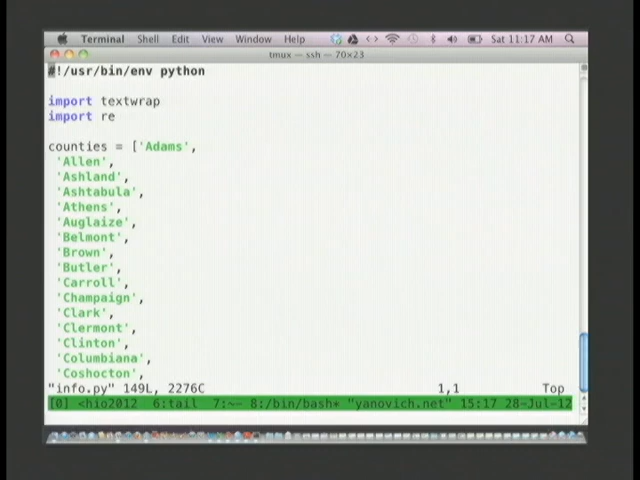 Terminal Shell Edit View Window Help Sat 11:17 AM
tmux — ssh — 70×23
#!/usr/bin/env python
import textwrap
import re
counties = ['Adams',
'Allen',
'Ashland',
'Ashtabula',
'Athens',
'Auglaize',
'Belmont',
'Brown',
'Butler',
'Carroll',
'Champaign',
'Clark',
'Clermont',
'Clinton',
'Columbiana',
'Coshocton',
"info.py" 149L, 2276C 1,1 Top
[0] <hio2012 6:tail 7:~- 8:/bin/bash* "yanovich.net" 15:17 28-Jul-12